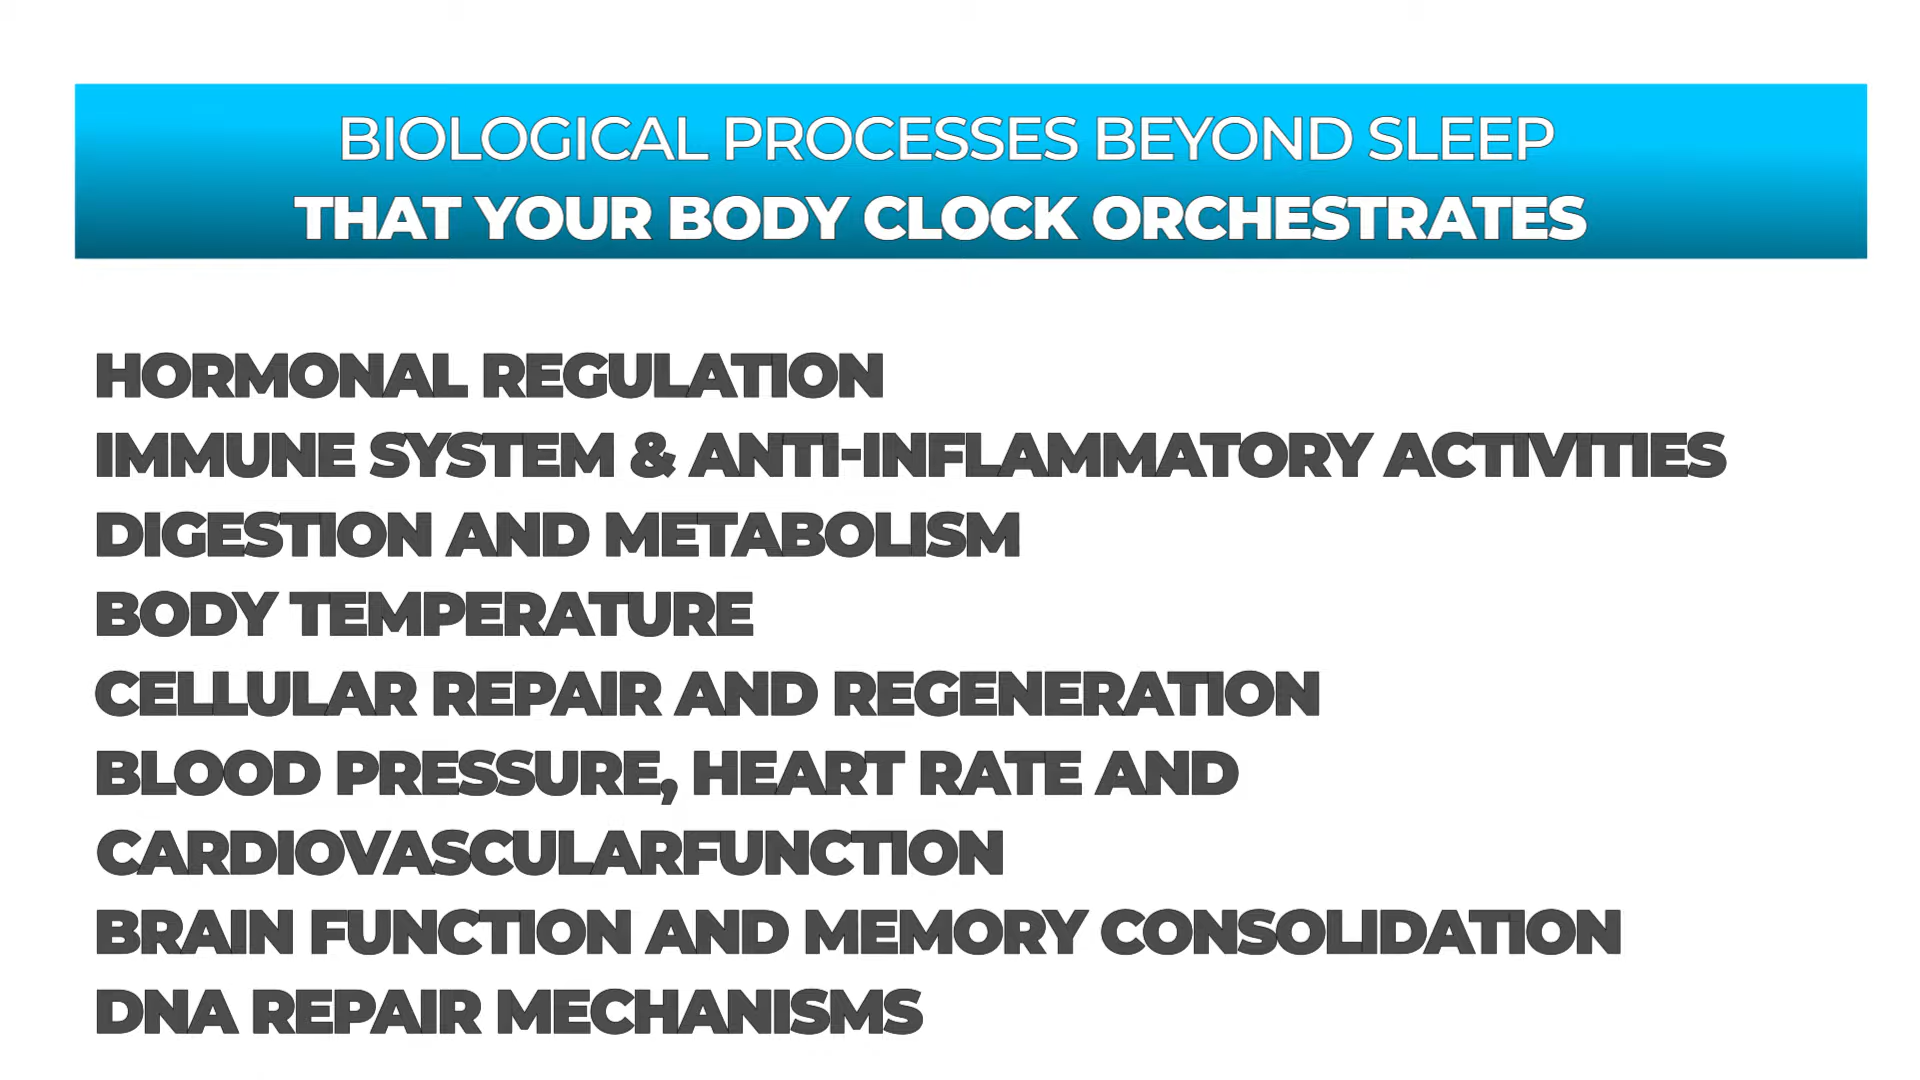 BIOLOGICAL PROCESSES BEYOND SLEEP
THAT YOUR BODY CLOCK ORCHESTRATES
HORMONAL REGULATION
IMMUNE SYSTEM & ANTI-INFLAMMATORY ACTIVITIES
DIGESTION AND METABOLISM
BODY TEMPERATURE
CELLULAR REPAIR AND REGENERATION
BLOOD PRESSURE, HEART RATE AND
CARDIOVASCULARFUNCTION
BRAIN FUNCTION AND MEMORY CONSOLIDATION
DNA REPAIR MECHANISMS